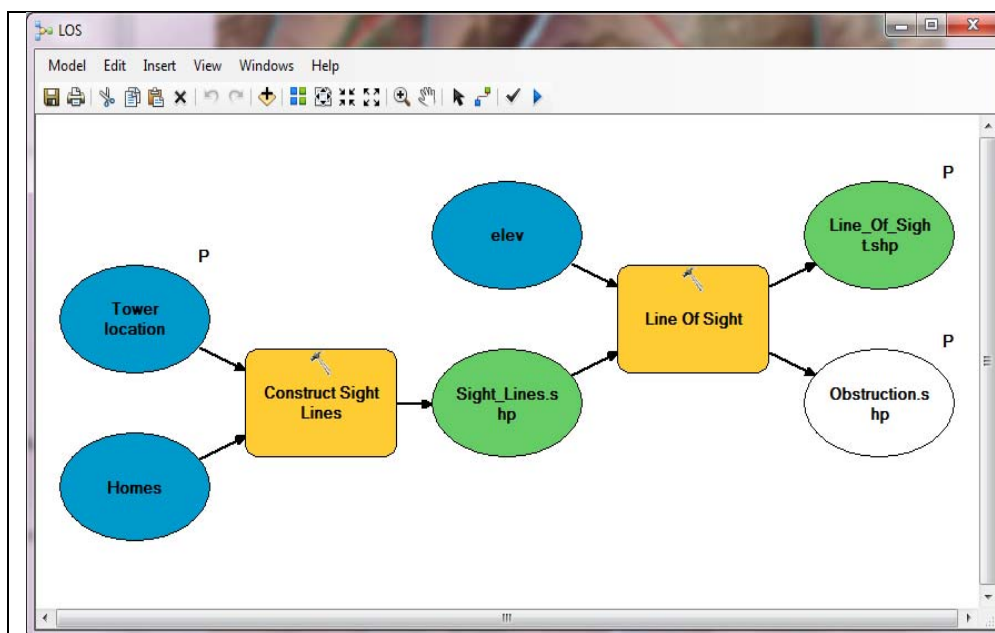 LOS
Model Edit Insert View Windows Help
P
elev
Line_Of_Sigh
t.shp
P
Tower
location
Line Of Sight
P
Construct Sight
Lines
Sight_Lines.s
hp
Obstruction.s
hp
Homes